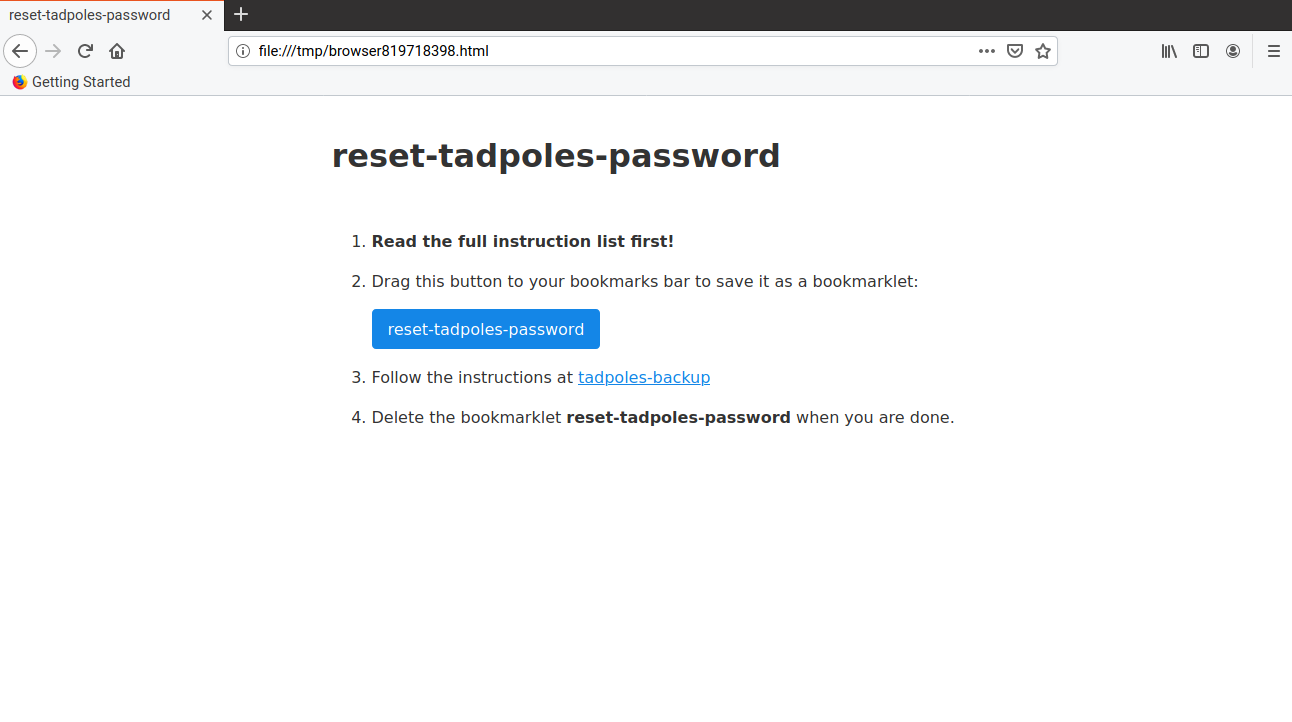 reset-tadpoles-password
file:///tmp/browser819718398.html
Getting Started
reset-tadpoles-password
1. Read the full instruction list first!
2. Drag this button to your bookmarks bar to save it as a bookmarklet:
reset-tadpoles-password
3. Follow the instructions at tadpoles-backup
4. Delete the bookmarklet reset-tadpoles-password when you are done.